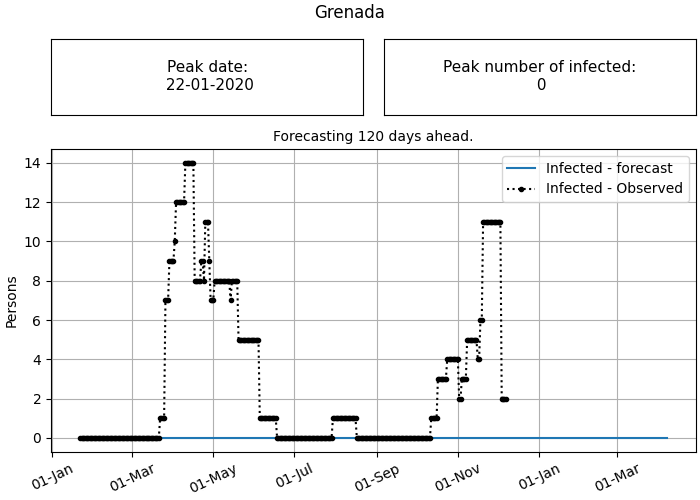 Grenada
Peak date:
22-01-2020
Peak number of infected:
0
Forecasting 120 days ahead.
Infected - forecast
Infected - Observed
Persons
14
12
10
8
6
4
2
0
01-Jan
01-Mar
01-May
01-Jul
01-Sep
01-Nov
01-Jan
01-Mar